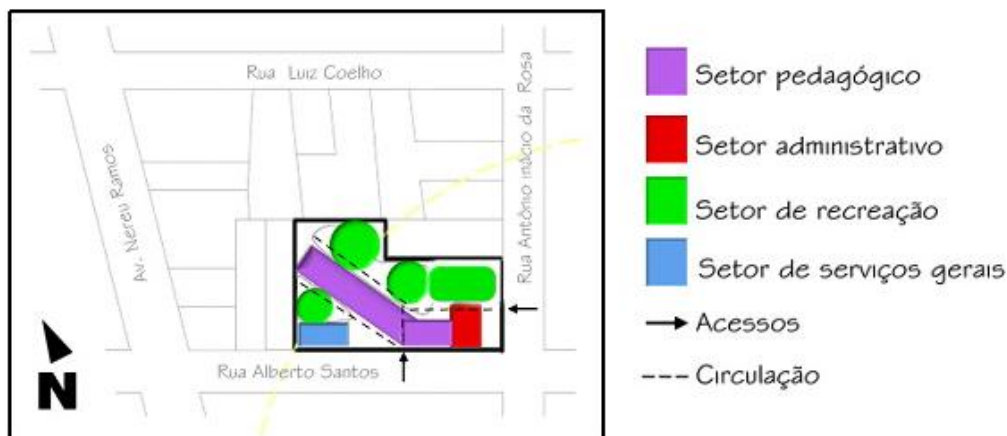 Rua Luiz Coelho
Av. Nereu Ramos
Rua Antônio Inácio da Rosa
Rua Alberto Santos
N
Setor pedagógico
Setor administrativo
Setor de recreação
Setor de serviços gerais
Acessos
Circulação